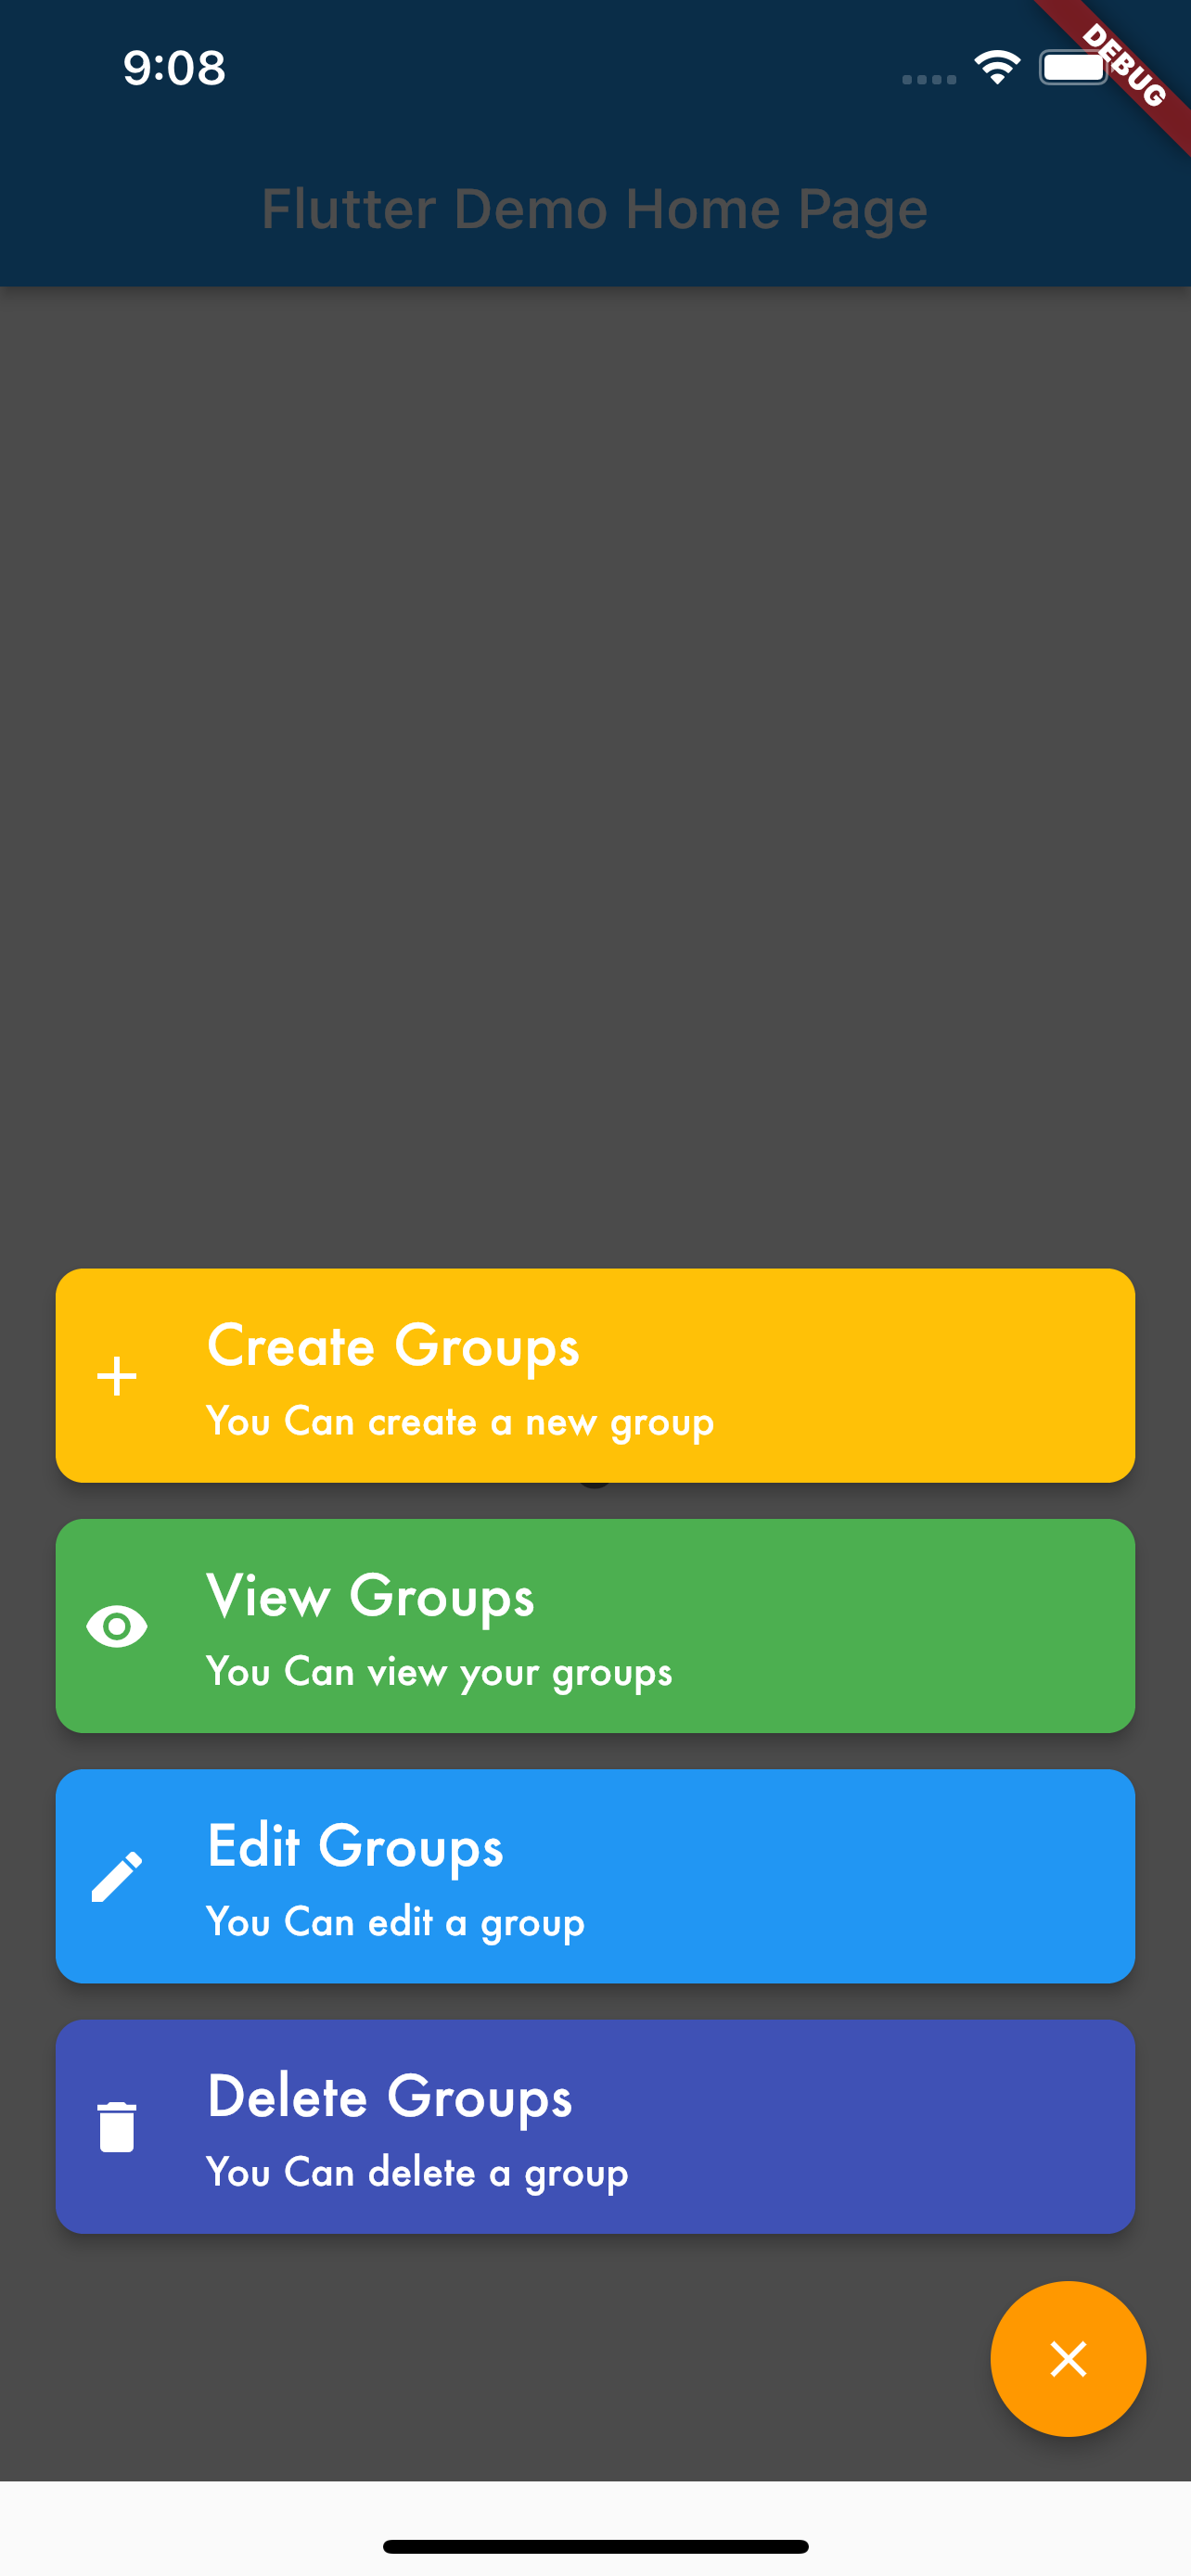 9:08
DEBUG
Flutter Demo Home Page
Create Groups
You Can create a new group
View Groups
You Can view your groups
Edit Groups
You Can edit a group
Delete Groups
You Can delete a group